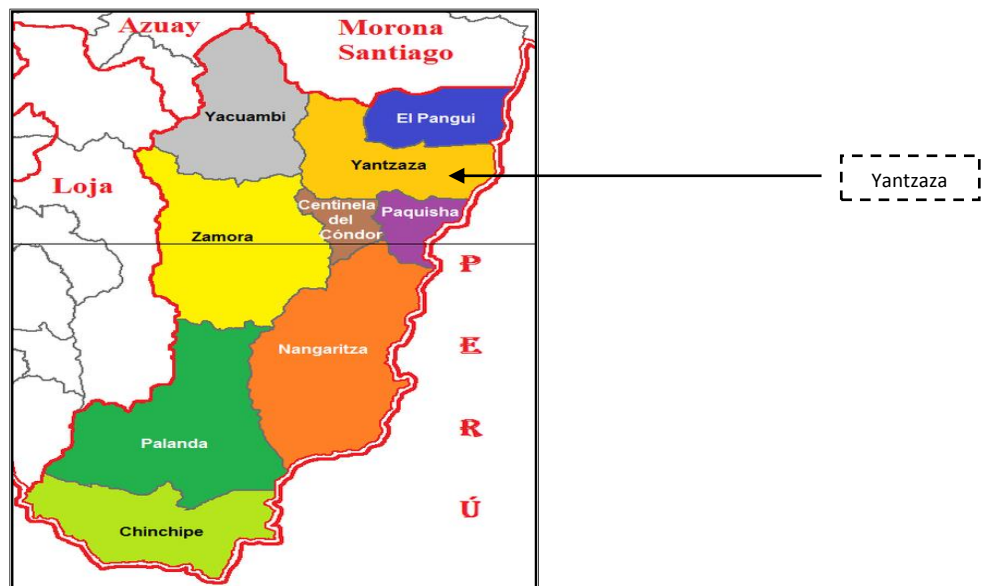 Azuay
Morona
Santiago
Yacuambi
El Pangui
Yantzaza
Yantzaza
Loja
Centinela
del
Cóndor
Paquisha
Zamora
P
E
R
Ú
Nangaritza
Palanda
Chinchipe